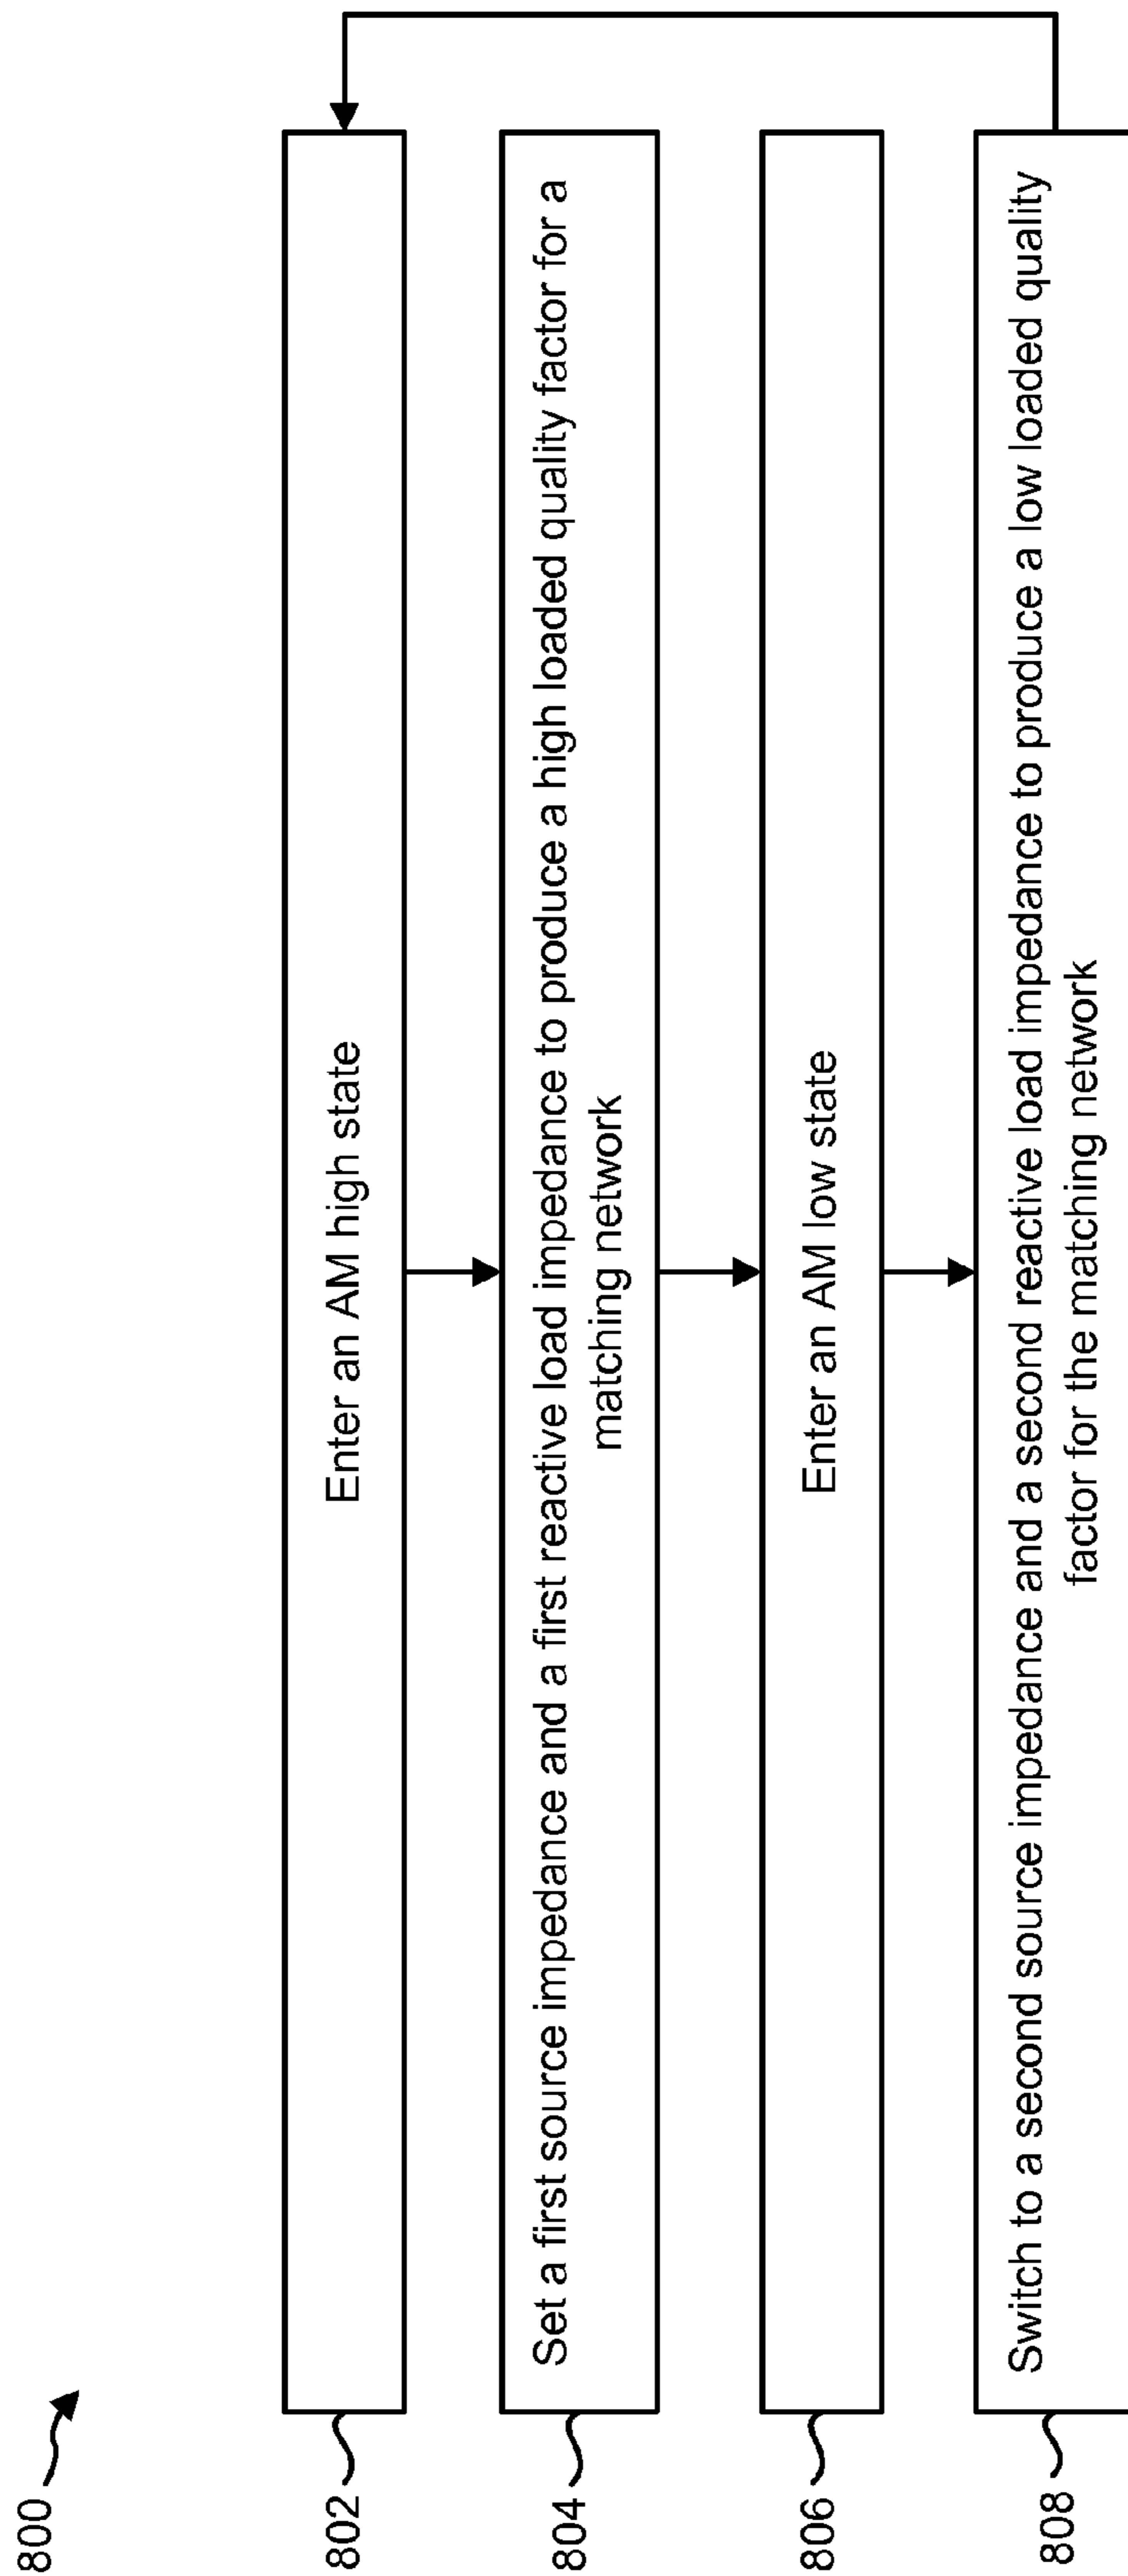 800
802
Enter an AM high state
804
Set a first source impedance and a first reactive load impedance to produce a high loaded quality factor for a
matching network
806
Enter an AM low state
808
Switch to a second source impedance and a second reactive load impedance to produce a low loaded quality
factor for the matching network